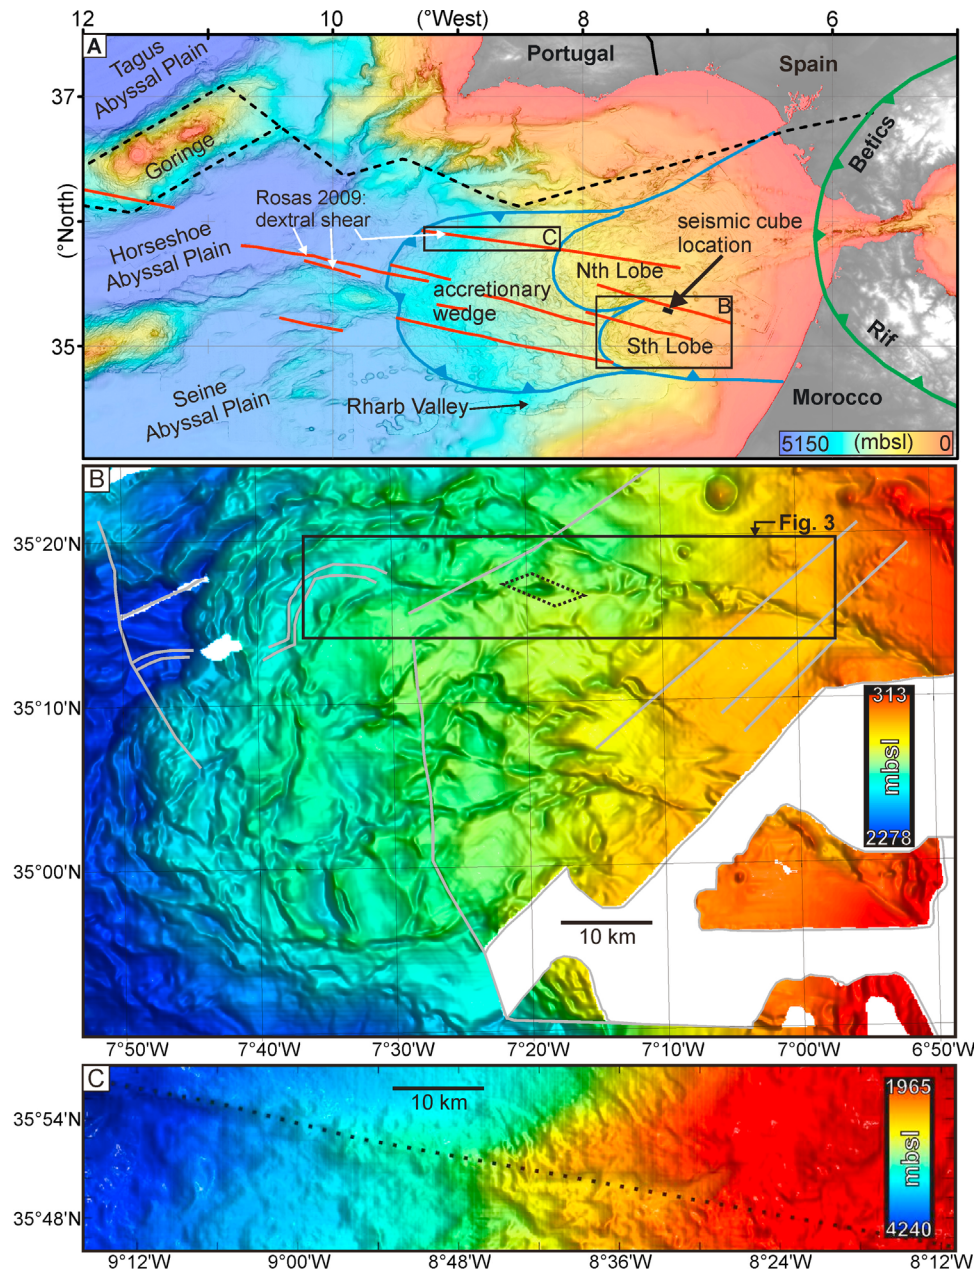 12
10
(°West)
8
6
A
Tagus
Abyssal Plain
Portugal
Spain
37
Goringe
Betics
Rosas 2009:
dextral shear
(°North)
seismic cube
location
Horseshoe
Abyssal Plain
C
Nth Lobe
accretionary
wedge
B
Rif
35
Sth Lobe
Seine
Abyssal Plain
Rharb Valley
Morocco
5150 (mbsl) 0
B
Fig. 3
35°20'N
35°10'N
313
mbsl
2278
35°00'N
10 km
7°50'W
7°40'W
7°30'W
7°20'W
7°10'W
7°00'W
6°50'W
C
10 km
1965
mbsl
4240
35°54'N
35°48'N
9°12'W
9°00'W
8°48'W
8°36'W
8°24'W
8°12'W